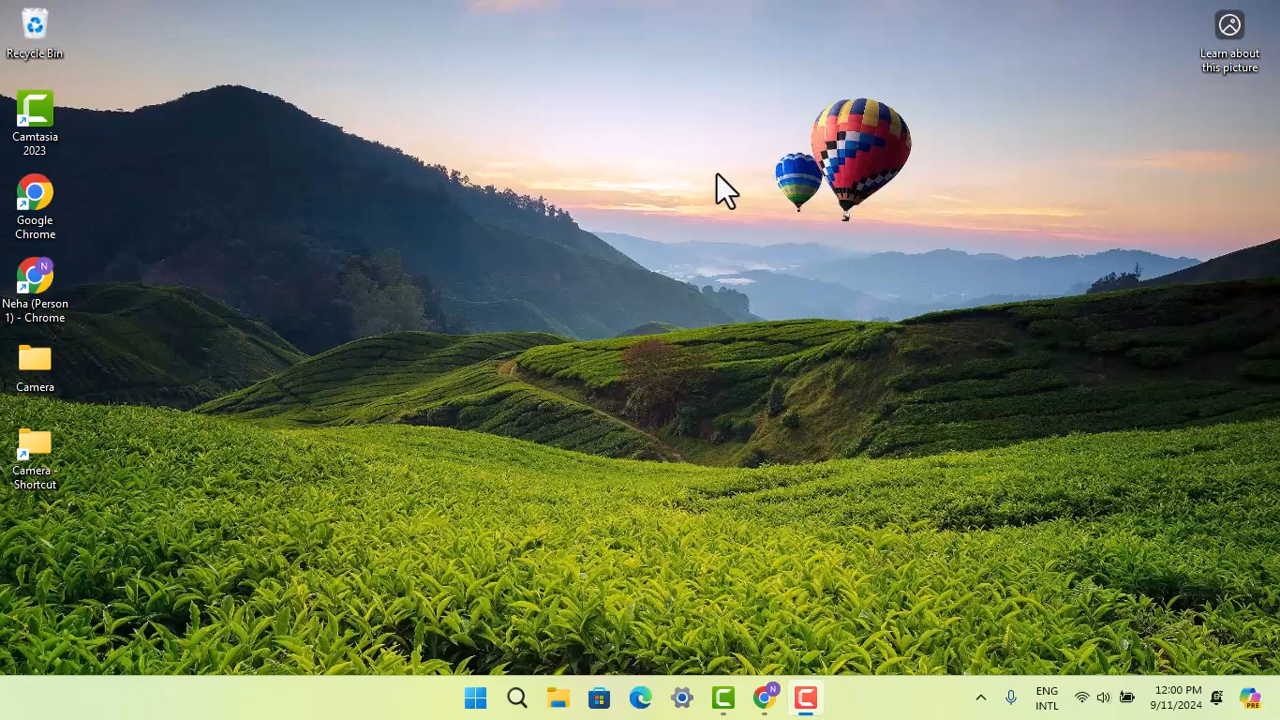 Recycle Bin
Learn about
this picture
Camtasia
2023
Google
Chrome
N
Neha (Person
1) - Chrome
Camera
Camera -
Shortcut
N
ENG
INTL
12:00 PM
9/11/2024
PRE